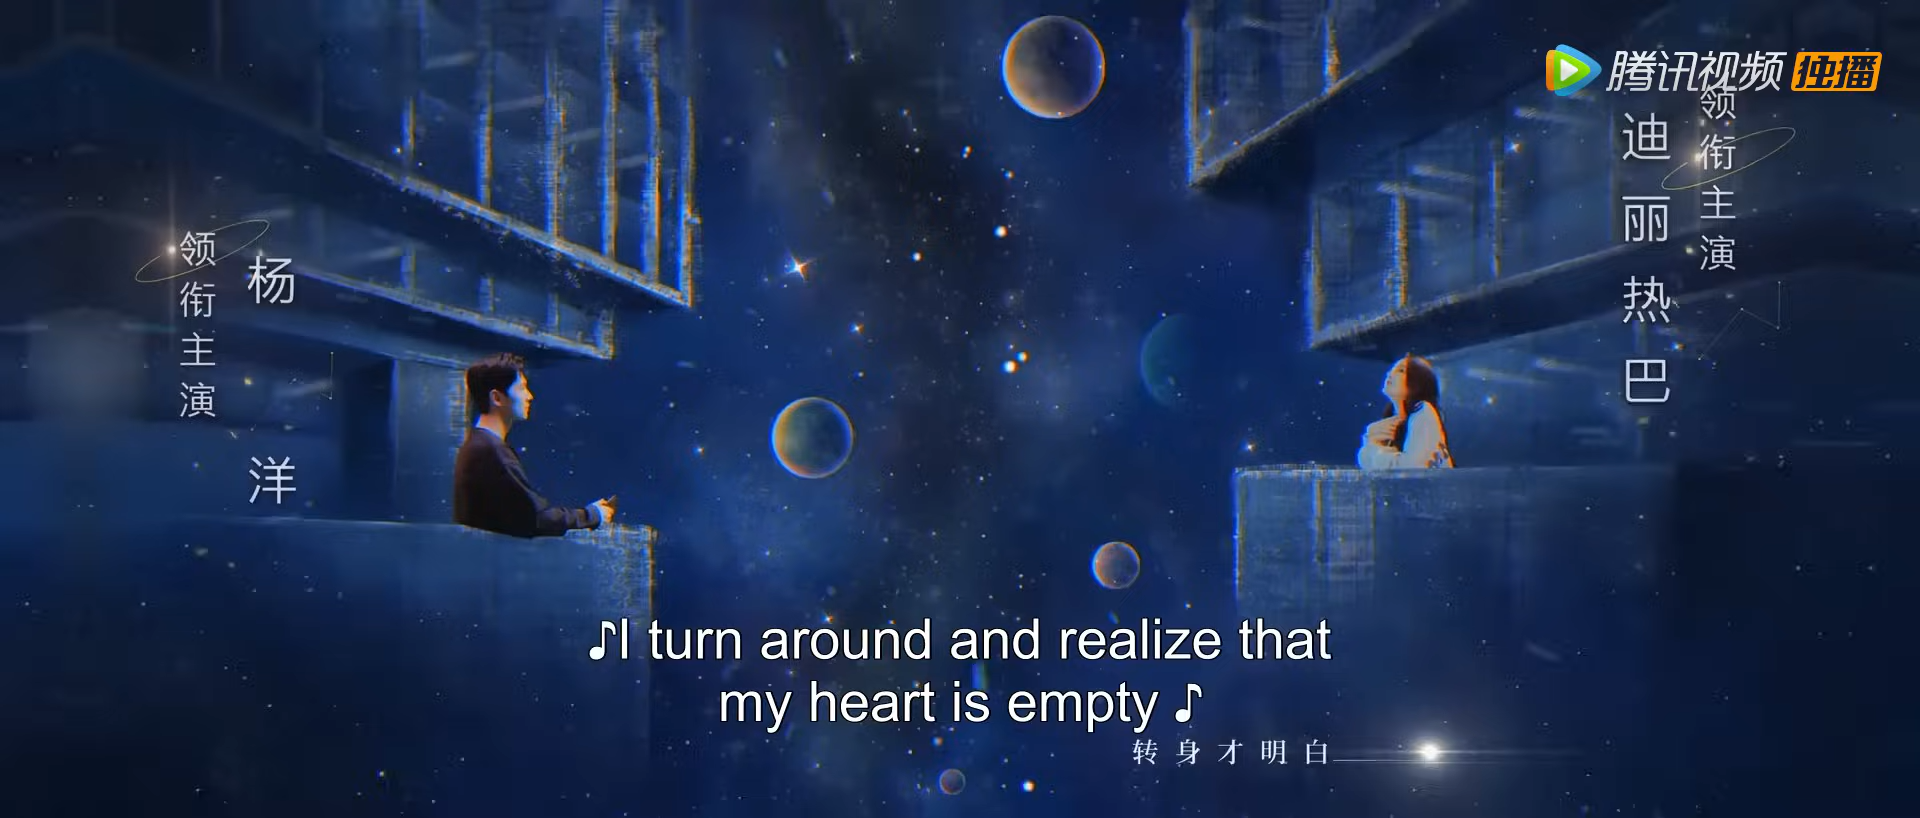 腾讯视频 独播
领衔主演
迪丽热巴
领衔主演
杨洋
♪I turn around and realize that
my heart is empty ♪
转身才明白